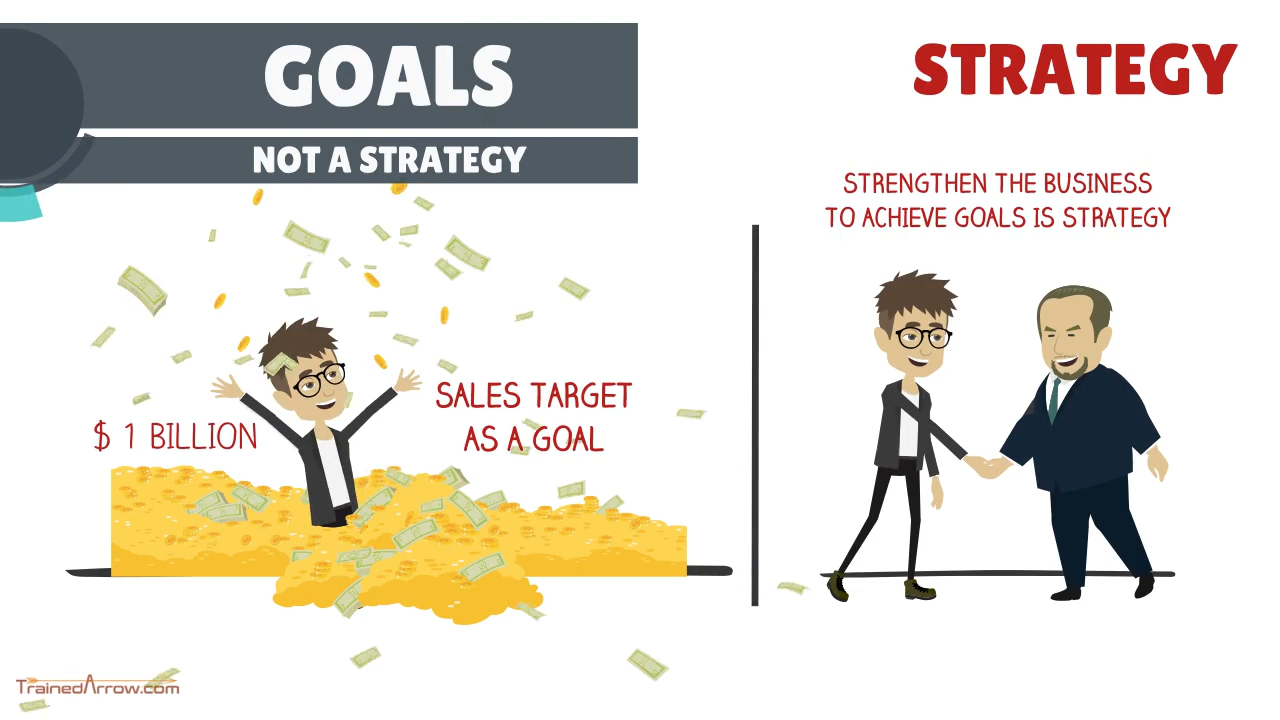 GOALS
NOT A STRATEGY
$ 1 BILLION
SALES TARGET
AS A GOAL
STRATEGY
STRENGTHEN THE BUSINESS
TO ACHIEVE GOALS IS STRATEGY
TrainedArrow.com